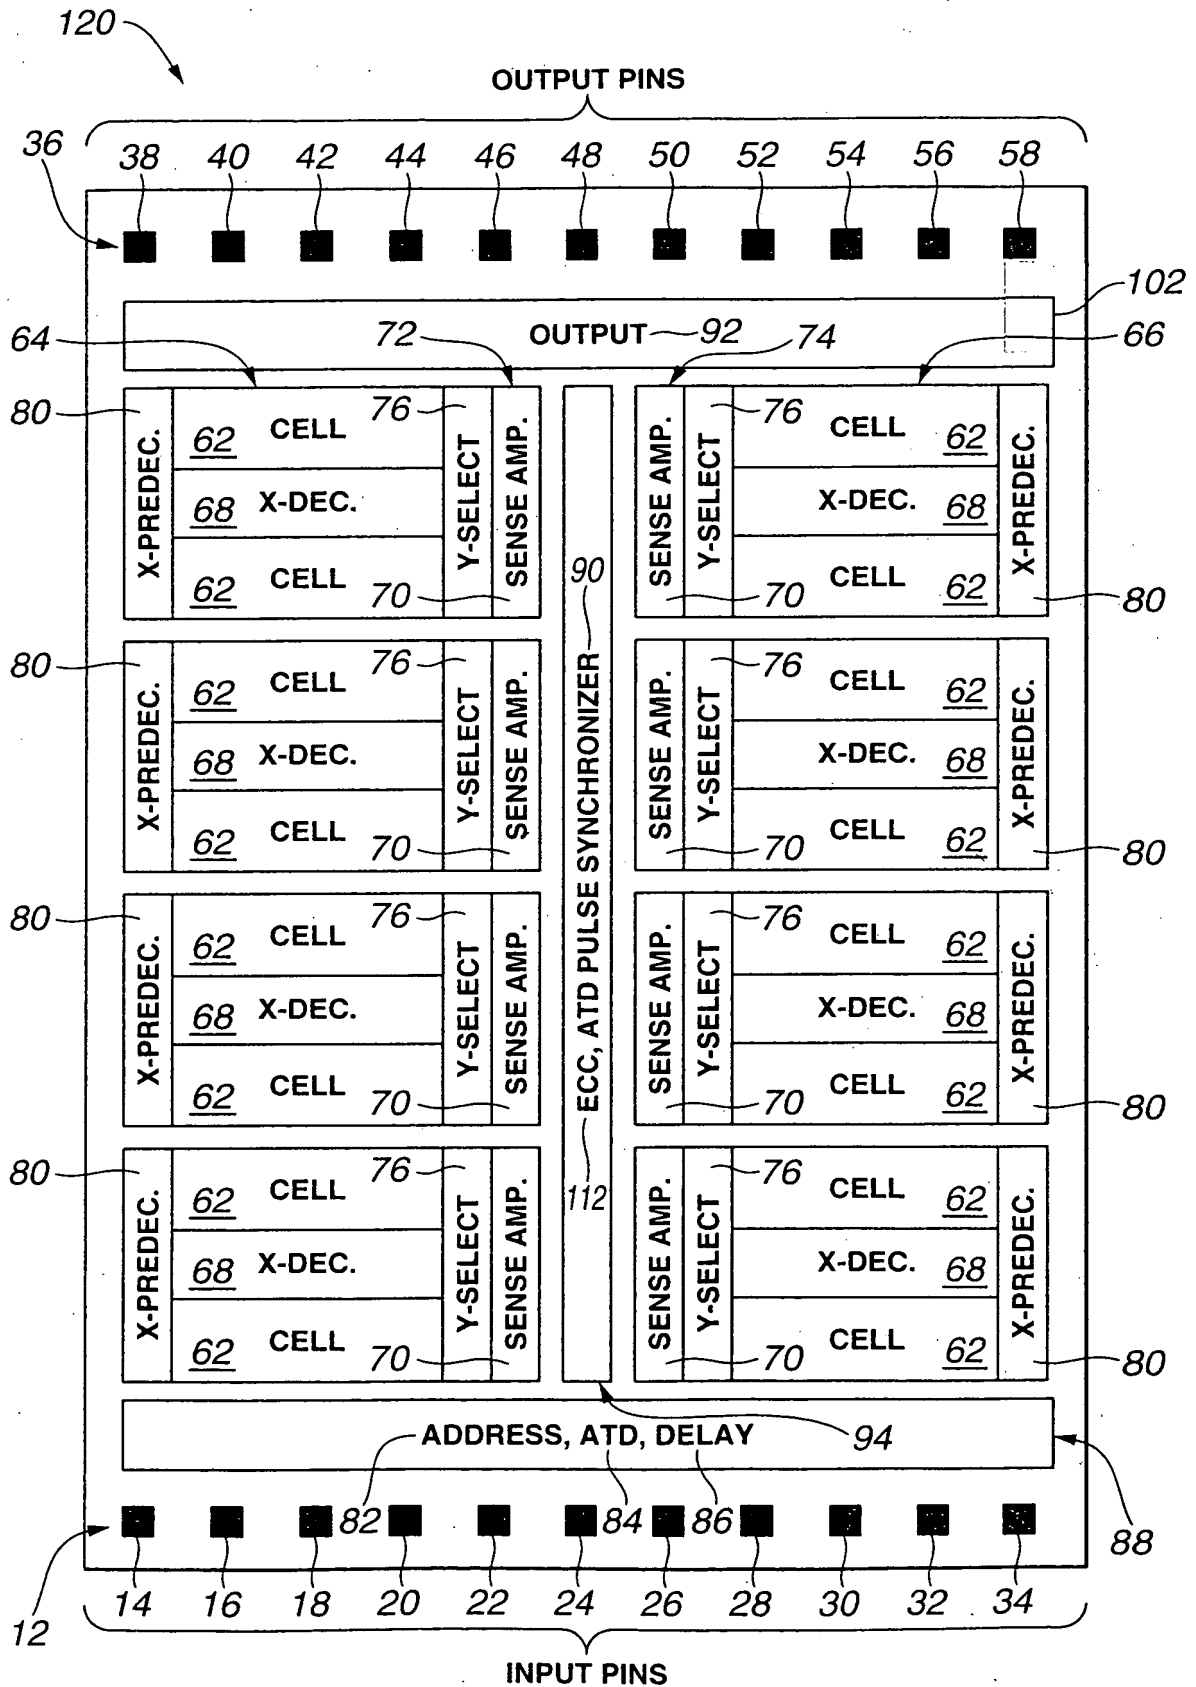 120
OUTPUT PINS
36 38 40 42 44 46 48 50 52 54 56 58
102
64 72 OUTPUT 92 74 66
80 X-PREDEC. 62 CELL 76 Y-SELECT SENSE AMP. SENSE AMP. Y-SELECT 76 CELL 62 X-PREDEC.
68 X-DEC. X-DEC. 68
62 CELL 70 90 70 CELL 62 80
80 X-PREDEC. 62 CELL 76 Y-SELECT SENSE AMP. SENSE AMP. Y-SELECT 76 CELL 62 X-PREDEC.
68 X-DEC. X-DEC. 68
62 CELL 70 70 CELL 62 80
ECC, ATD PULSE SYNCHRONIZER
80 X-PREDEC. 62 CELL 76 Y-SELECT SENSE AMP. SENSE AMP. Y-SELECT 76 CELL 62 X-PREDEC.
68 X-DEC. X-DEC. 68
62 CELL 70 70 CELL 62 80
80 X-PREDEC. 62 CELL 76 Y-SELECT SENSE AMP. 112 SENSE AMP. Y-SELECT 76 CELL 62 X-PREDEC.
68 X-DEC. X-DEC. 68
62 CELL 70 70 CELL 62 80
ADDRESS, ATD, DELAY 94
82 84 86 88
12 14 16 18 20 22 24 26 28 30 32 34
INPUT PINS